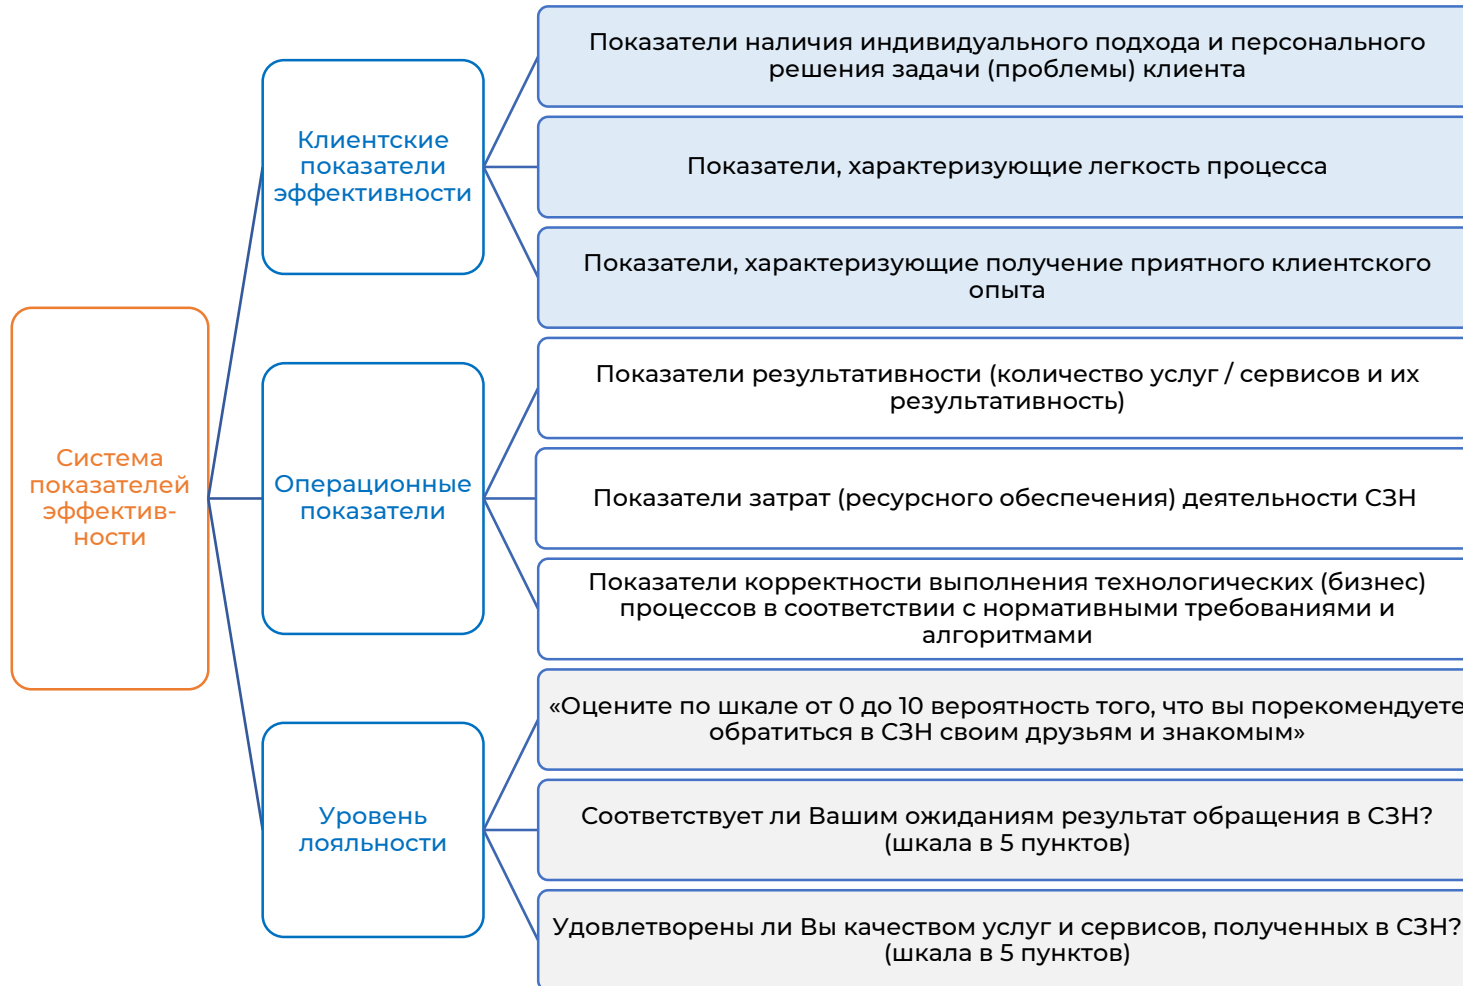 Система
показателей
эффектив-
ности
Клиентские
показатели
эффективности
Показатели наличия индивидуального подхода и персонального
решения задачи (проблемы) клиента
Показатели, характеризующие легкость процесса
Показатели, характеризующие получение приятного клиентского
опыта
Операционные
показатели
Показатели результативности (количество услуг / сервисов и их
результативность)
Показатели затрат (ресурсного обеспечения) деятельности СЗН
Показатели корректности выполнения технологических (бизнес)
процессов в соответствии с нормативными требованиями и
алгоритмами
Уровень
лояльности
«Оцените по шкале от 0 до 10 вероятность того, что вы порекомендуете
обратиться в СЗН своим друзьям и знакомым»
Соответствует ли Вашим ожиданиям результат обращения в СЗН?
(шкала в 5 пунктов)
Удовлетворены ли Вы качеством услуг и сервисов, полученных в СЗН?
(шкала в 5 пунктов)